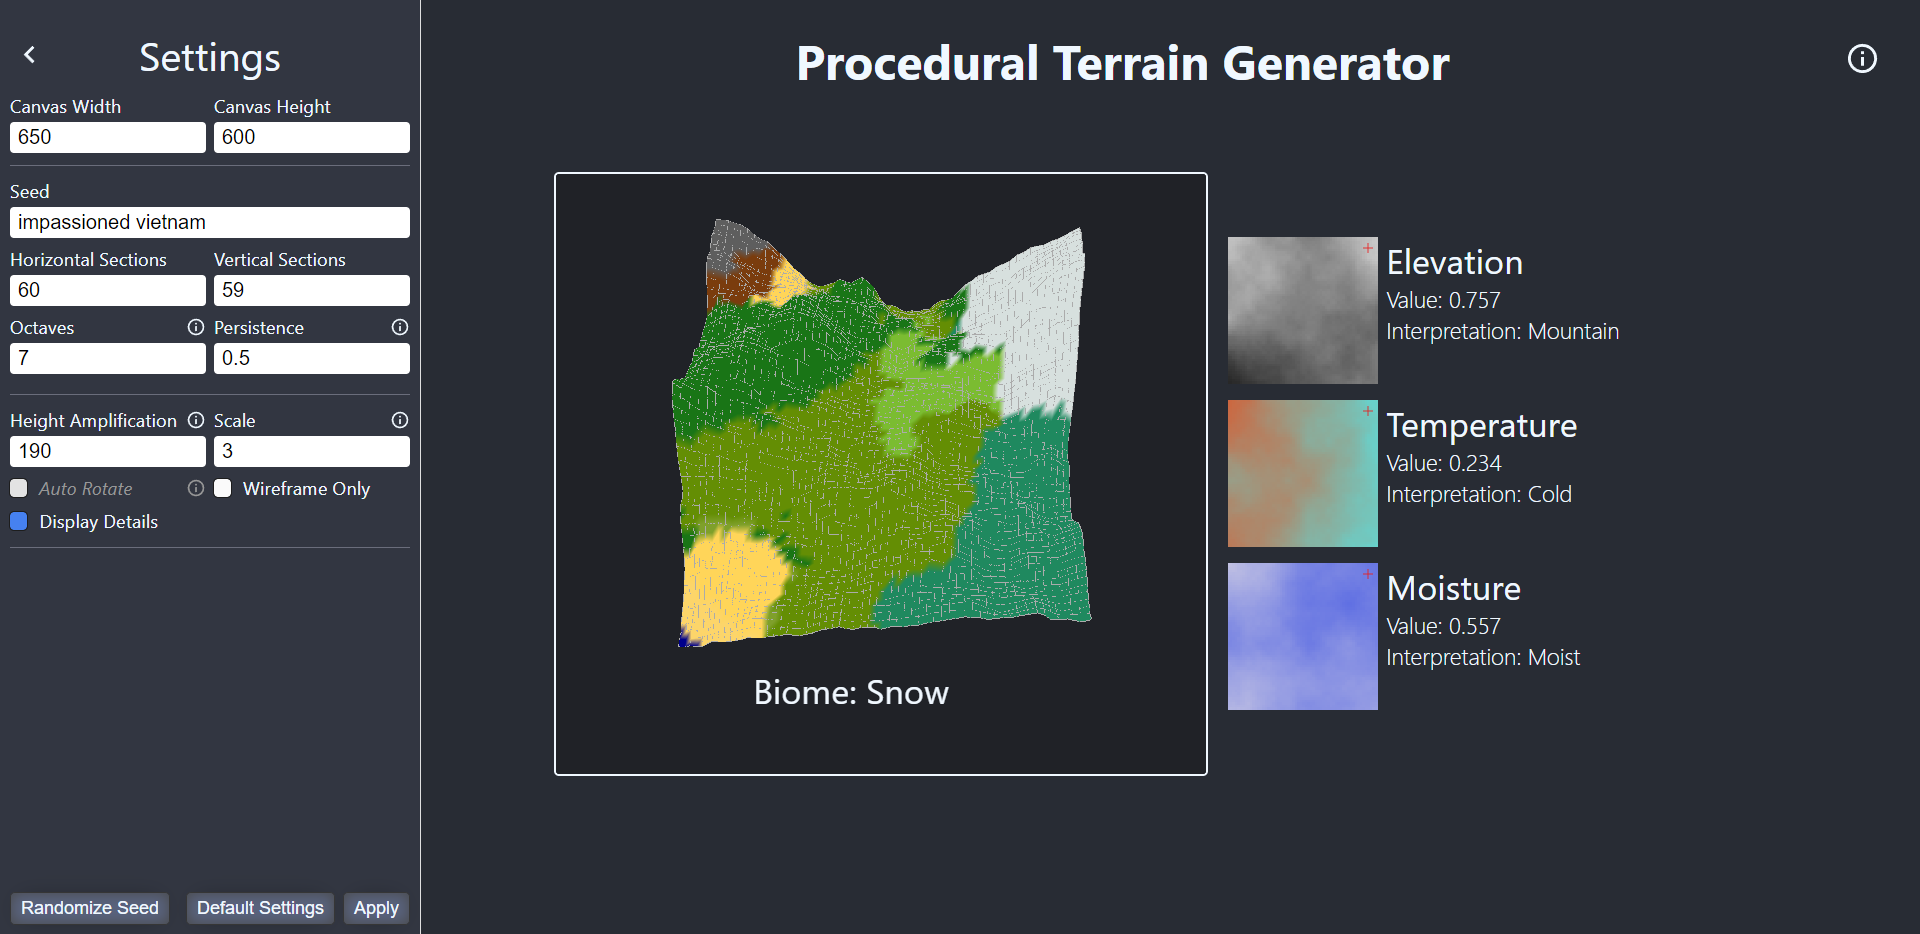 Settings
Canvas Width Canvas Height
650 600
Seed
impassioned vietnam
Horizontal Sections Vertical Sections
60 59
Octaves Persistence
7 0.5
Height Amplification Scale
190 3
Auto Rotate Wireframe Only
Display Details
Randomize Seed Default Settings Apply
Procedural Terrain Generator
Biome: Snow
Elevation
Value: 0.757
Interpretation: Mountain
Temperature
Value: 0.234
Interpretation: Cold
Moisture
Value: 0.557
Interpretation: Moist